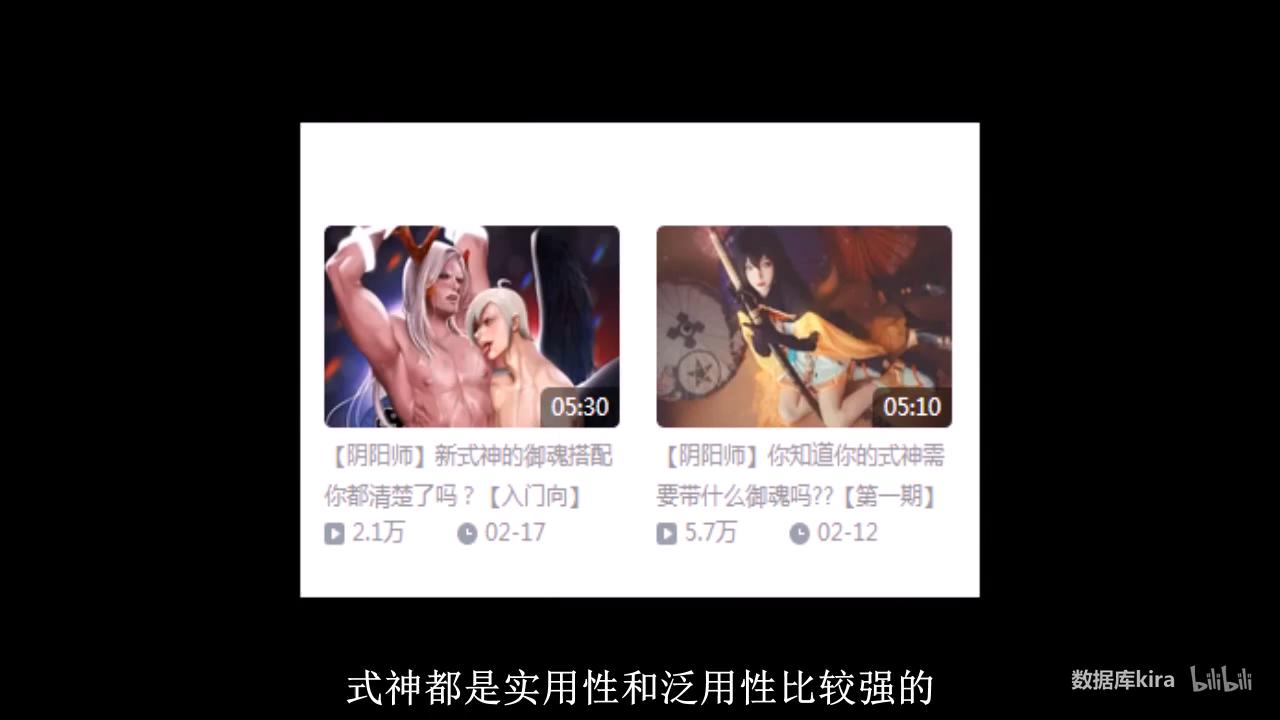 05:30
05:10
【阴阳师】新式神的御魂搭配
你都清楚了吗？【入门向】
2.1万 02-17
【阴阳师】你知道你的式神需
要带什么御魂吗??【第一期】
5.7万 02-12
式神都是实用性和泛用性比较强的
数据库kira bilibili